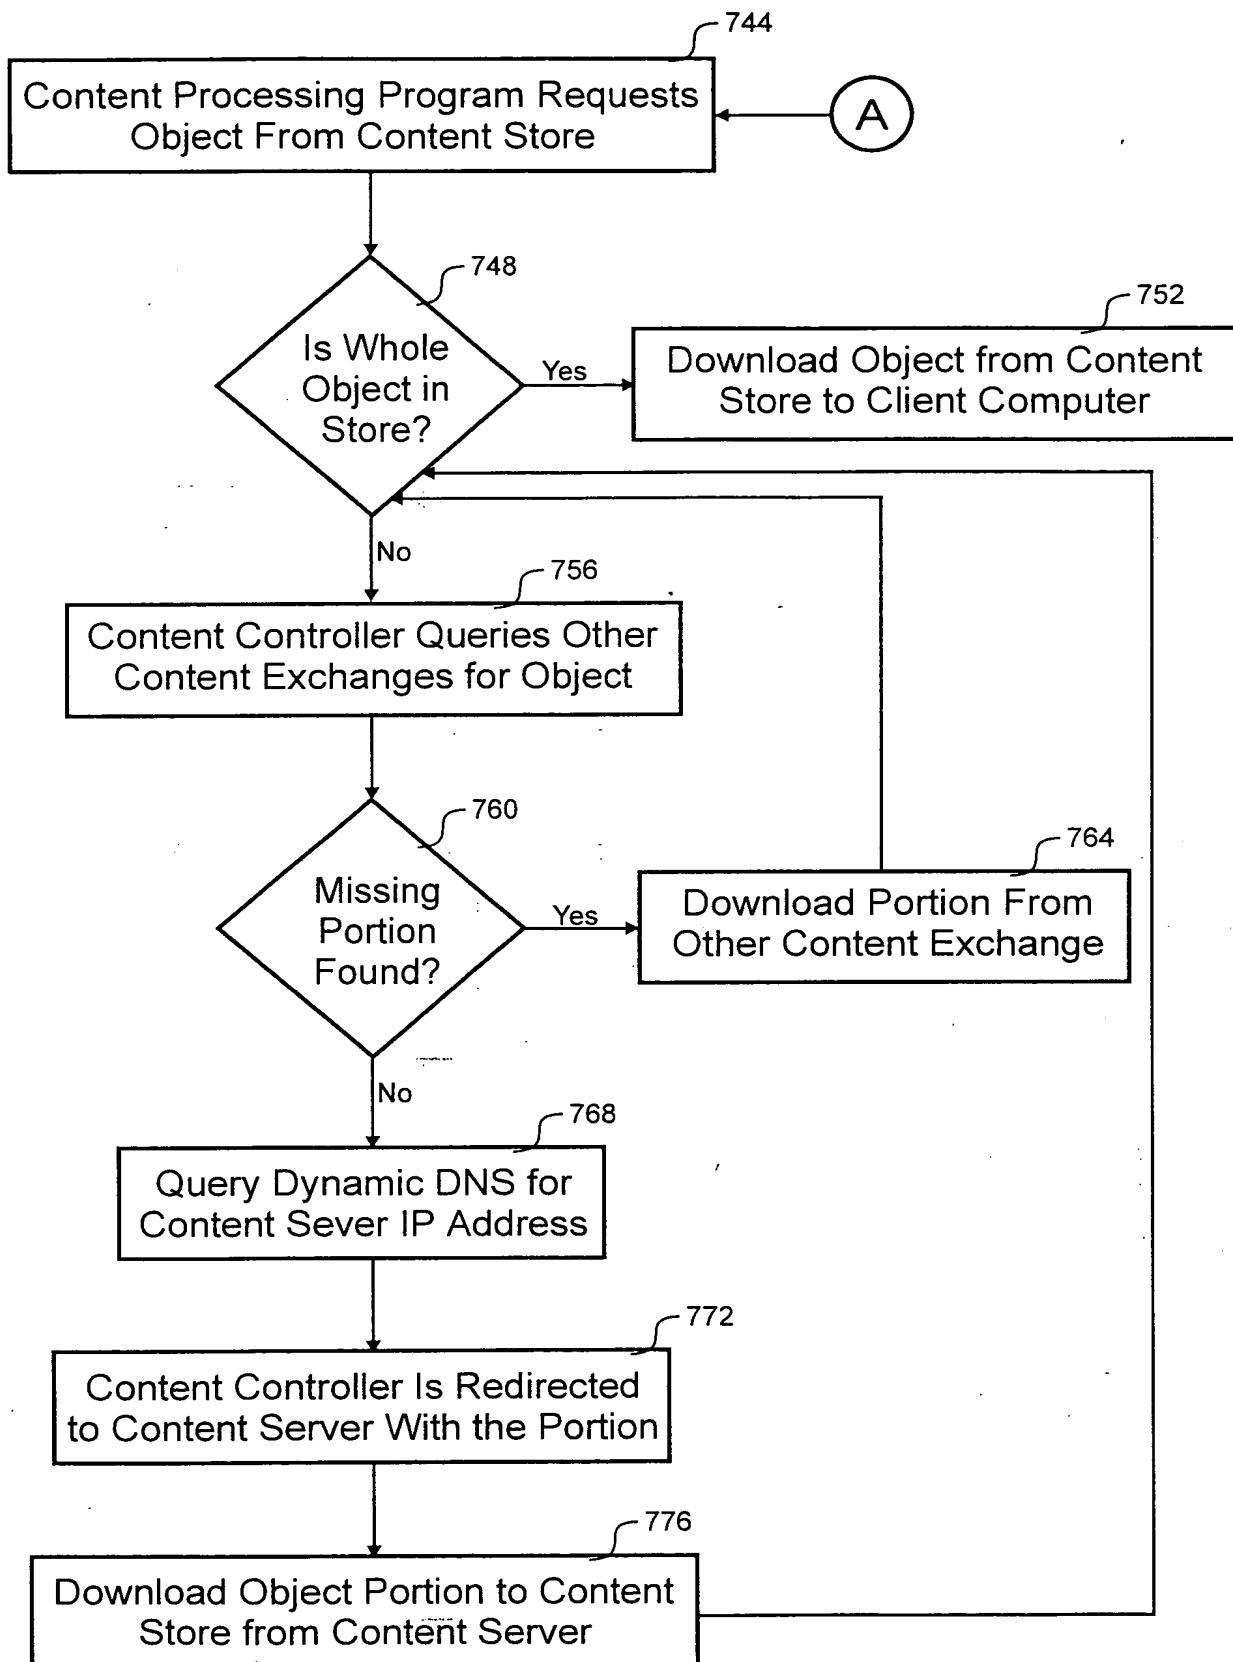 744
Content Processing Program Requests
Object From Content Store
A
748
Is Whole
Object in
Store?
Yes
752
Download Object from Content
Store to Client Computer
No
756
Content Controller Queries Other
Content Exchanges for Object
760
Missing
Portion
Found?
Yes
764
Download Portion From
Other Content Exchange
No
768
Query Dynamic DNS for
Content Sever IP Address
772
Content Controller Is Redirected
to Content Server With the Portion
776
Download Object Portion to Content
Store from Content Server